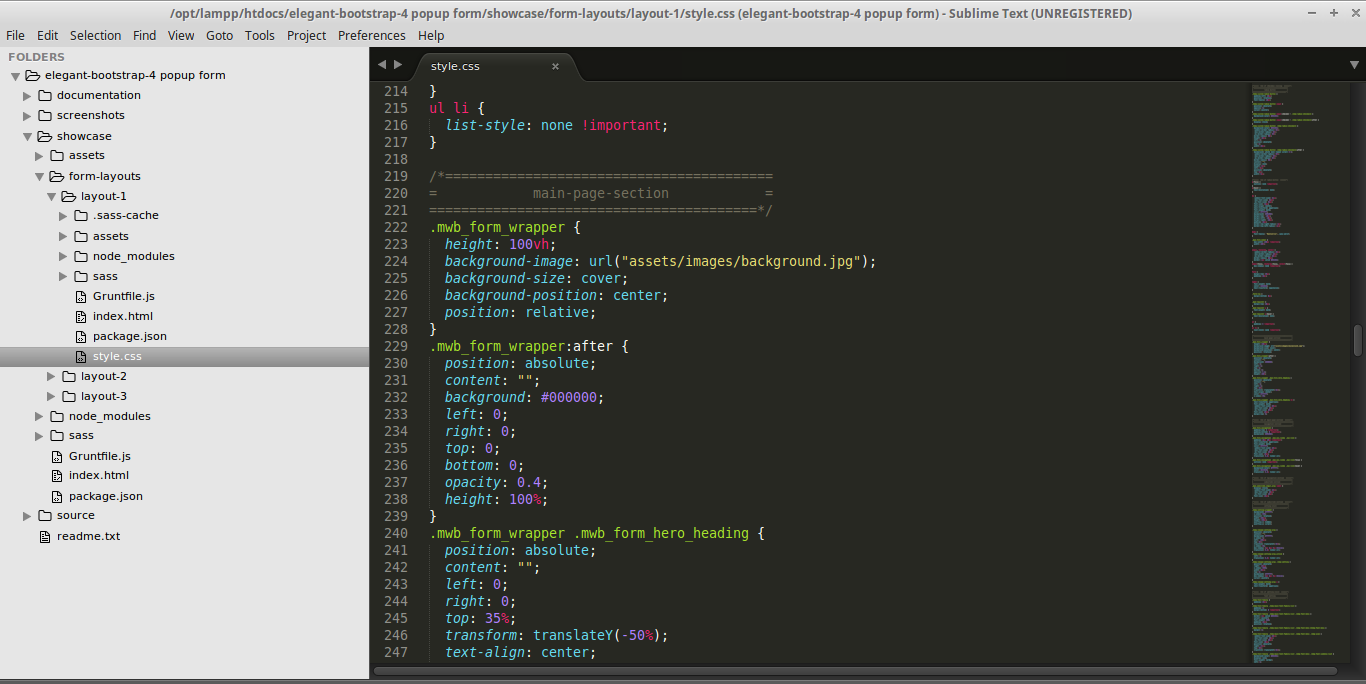 /opt/lampp/htdocs/elegant-bootstrap-4 popup form/showcase/form-layouts/layout-1/style.css (elegant-bootstrap-4 popup form) - Sublime Text (UNREGISTERED)
File Edit Selection Find View Goto Tools Project Preferences Help
FOLDERS
elegant-bootstrap-4 popup form
documentation
screenshots
showcase
assets
form-layouts
layout-1
.sass-cache
assets
node_modules
sass
Gruntfile.js
index.html
package.json
style.css
layout-2
layout-3
node_modules
sass
Gruntfile.js
index.html
package.json
source
readme.txt
style.css
214 }
215 ul li {
216   list-style: none !important;
217 }
218
219 /*=========================================
220 =            main-page-section            =
221 =========================================*/
222 .mwb_form_wrapper {
223   height: 100vh;
224   background-image: url("assets/images/background.jpg");
225   background-size: cover;
226   background-position: center;
227   position: relative;
228 }
229 .mwb_form_wrapper:after {
230   position: absolute;
231   content: "";
232   background: #000000;
233   left: 0;
234   right: 0;
235   top: 0;
236   bottom: 0;
237   opacity: 0.4;
238   height: 100%;
239 }
240 .mwb_form_wrapper .mwb_form_hero_heading {
241   position: absolute;
242   content: "";
243   left: 0;
244   right: 0;
245   top: 35%;
246   transform: translateY(-50%);
247   text-align: center;